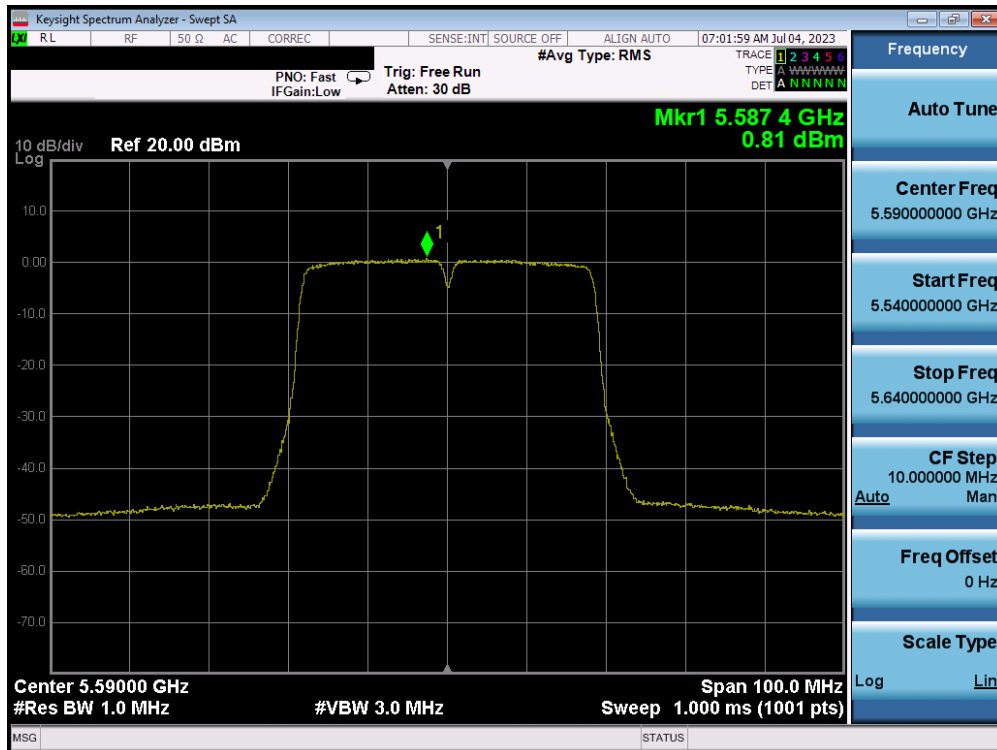 Keysight Spectrum Analyzer - Swept SA
LXI RL RF 50 Ω AC CORREC SENSE:INT SOURCE OFF ALIGN AUTO 07:01:59 AM Jul 04, 2023
#Avg Type: RMS
TRACE 1 2 3 4 5 6
PNO: Fast Trig: Free Run
TYPE A WWWWW
IFGain:Low Atten: 30 dB
DET A N N N N N
Mkr1 5.587 4 GHz
0.81 dBm
10 dB/div Ref 20.00 dBm
Log
10.0
1
0.00
-10.0
-20.0
-30.0
-40.0
-50.0
-60.0
-70.0
Center 5.59000 GHz Span 100.0 MHz
#Res BW 1.0 MHz #VBW 3.0 MHz Sweep 1.000 ms (1001 pts)
MSG STATUS
Frequency
Auto Tune
Center Freq
5.590000000 GHz
Start Freq
5.540000000 GHz
Stop Freq
5.640000000 GHz
CF Step
10.000000 MHz
Auto Man
Freq Offset
0 Hz
Scale Type
Log Lin